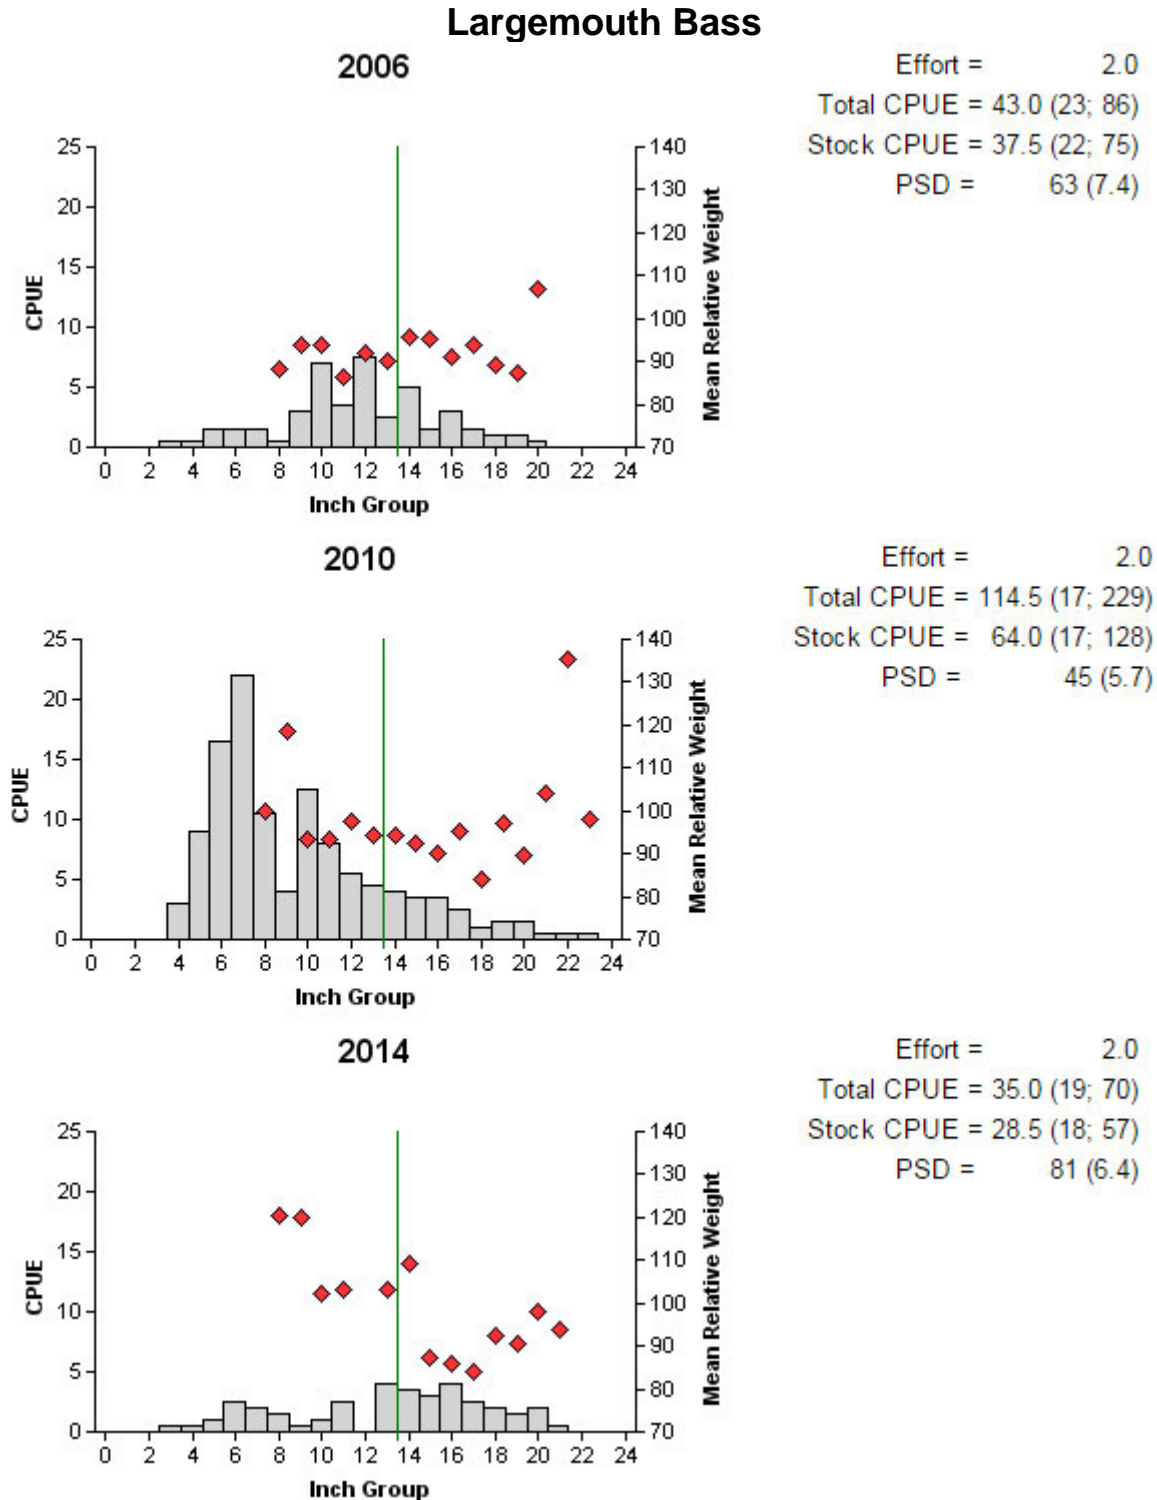 Largemouth Bass
2006
Effort = 2.0
Total CPUE = 43.0 (23; 86)
Stock CPUE = 37.5 (22; 75)
PSD = 63 (7.4)
25
20
15
10
5
0
CPUE
140
130
120
110
100
90
80
70
Mean Relative Weight
0 2 4 6 8 10 12 14 16 18 20 22 24
Inch Group
2010
Effort = 2.0
Total CPUE = 114.5 (17; 229)
Stock CPUE = 64.0 (17; 128)
PSD = 45 (5.7)
25
20
15
10
5
0
CPUE
140
130
120
110
100
90
80
70
Mean Relative Weight
0 2 4 6 8 10 12 14 16 18 20 22 24
Inch Group
2014
Effort = 2.0
Total CPUE = 35.0 (19; 70)
Stock CPUE = 28.5 (18; 57)
PSD = 81 (6.4)
25
20
15
10
5
0
CPUE
140
130
120
110
100
90
80
70
Mean Relative Weight
0 2 4 6 8 10 12 14 16 18 20 22 24
Inch Group